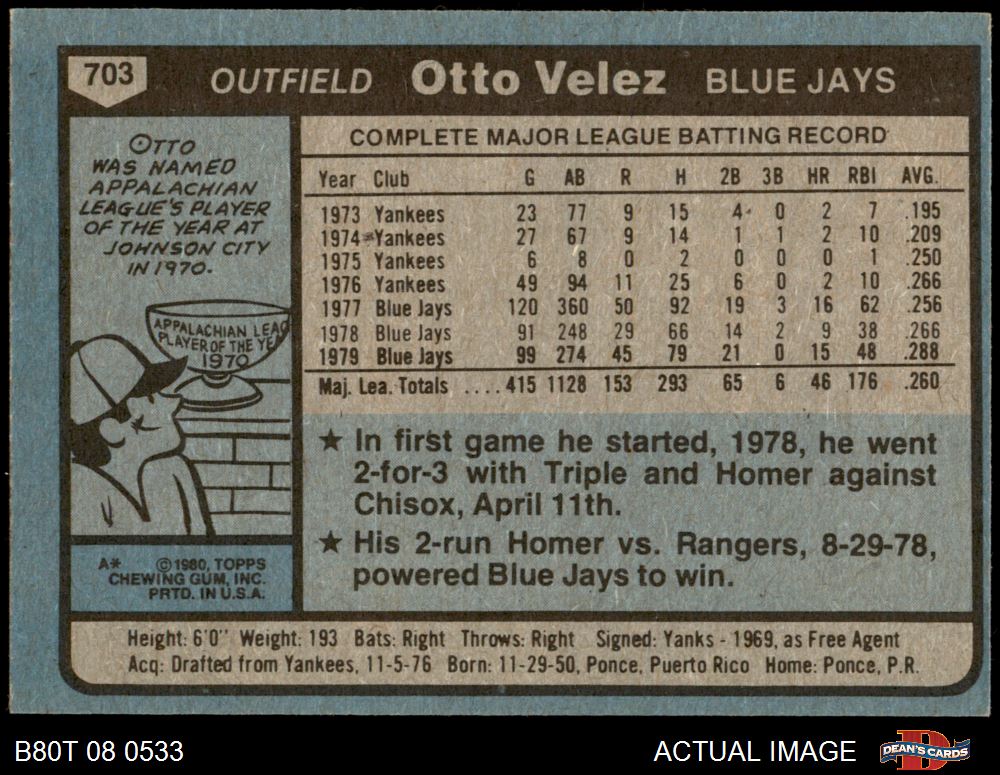 703 OUTFIELD Otto Velez BLUE JAYS
OTTO
WAS NAMED
APPALACHIAN
LEAGUE'S PLAYER
OF THE YEAR AT
JOHNSON CITY
IN 1970.
APPALACHIAN LEAG
PLAYER OF THE YEA
1970
A* ©1980, TOPPS
CHEWING GUM, INC.
PRTD. IN U.S.A.
COMPLETE MAJOR LEAGUE BATTING RECORD
Year Club G AB R H 2B 3B HR RBI AVG.
1973 Yankees 23 77 9 15 4 0 2 7 .195
1974 Yankees 27 67 9 14 1 1 2 10 .209
1975 Yankees 6 8 0 2 0 0 0 1 .250
1976 Yankees 49 94 11 25 6 0 2 10 .266
1977 Blue Jays 120 360 50 92 19 3 16 62 .256
1978 Blue Jays 91 248 29 66 14 2 9 38 .266
1979 Blue Jays 99 274 45 79 21 0 15 48 .288
Maj. Lea. Totals ....415 1128 153 293 65 6 46 176 .260
★ In first game he started, 1978, he went
2-for-3 with Triple and Homer against
Chisox, April 11th.
★ His 2-run Homer vs. Rangers, 8-29-78,
powered Blue Jays to win.
Height: 6'0" Weight: 193 Bats: Right Throws: Right Signed: Yanks - 1969, as Free Agent
Acq: Drafted from Yankees, 11-5-76 Born: 11-29-50, Ponce, Puerto Rico Home: Ponce, P.R.
B80T 08 0533 ACTUAL IMAGE DEAN'S CARDS